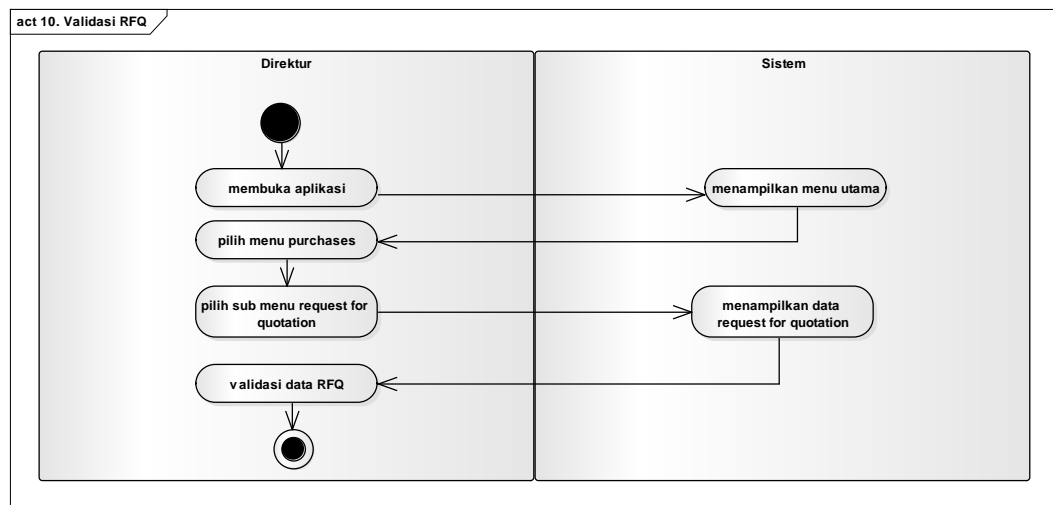 act 10. Validasi RFQ
Direktur
Sistem
membuka aplikasi
menampilkan menu utama
pilih menu purchases
pilih sub menu request for
quotation
menampilkan data
request for quotation
validasi data RFQ